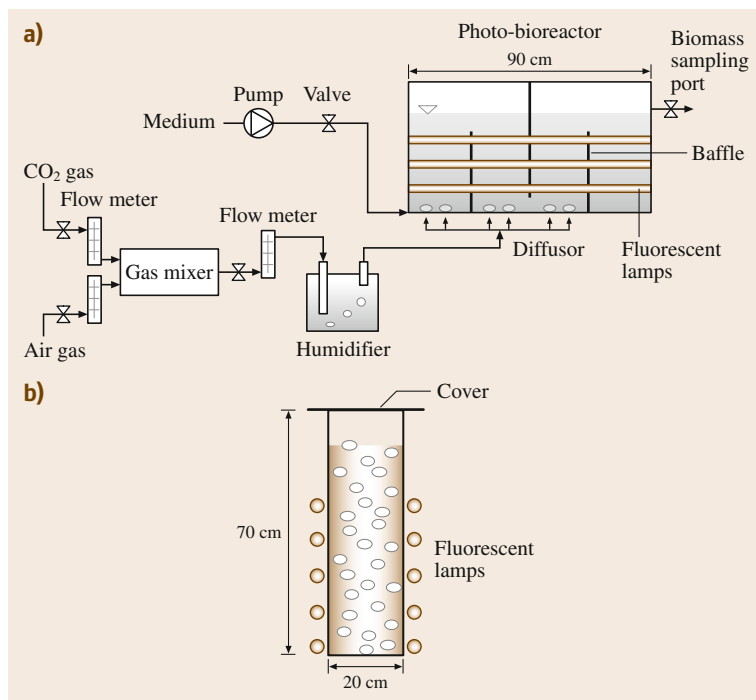 a)
Photo-bioreactor
90 cm
Biomass
sampling
port
Pump
Valve
Medium
Baffle
CO₂ gas
Flow meter
Flow meter
Gas mixer
Diffusor
Fluorescent
lamps
Air gas
Humidifier
b)
Cover
70 cm
Fluorescent
lamps
20 cm